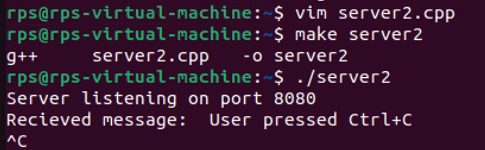 rps@rps-virtual-machine:~$ vim server2.cpp
rps@rps-virtual-machine:~$ make server2
g++     server2.cpp   -o server2
rps@rps-virtual-machine:~$ ./server2
Server listening on port 8080
Recieved message:  User pressed Ctrl+C
^C